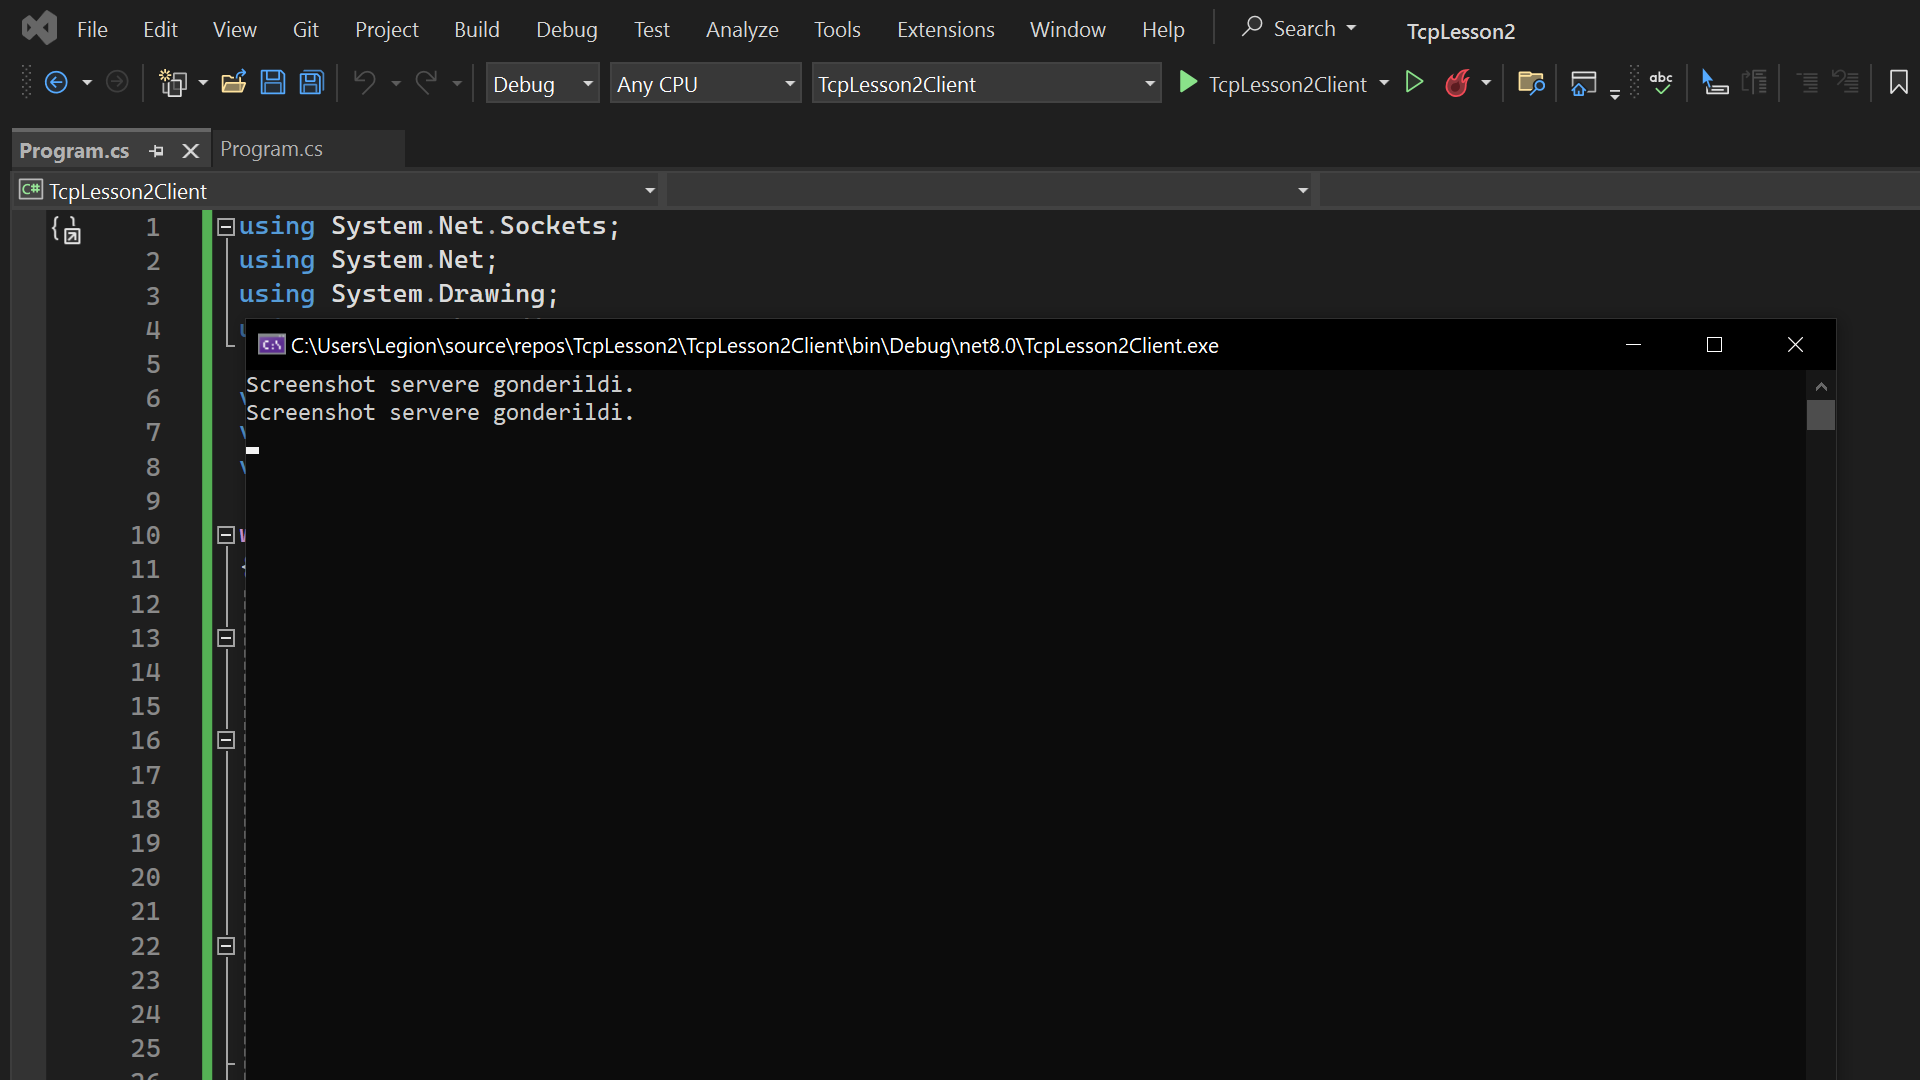 File Edit View Git Project Build Debug Test Analyze Tools Extensions Window Help Search TcpLesson2
Debug Any CPU TcpLesson2Client TcpLesson2Client abc
Program.cs Program.cs
C# TcpLesson2Client
1 using System.Net.Sockets;
2 using System.Net;
3 using System.Drawing;
4
C:\Users\Legion\source\repos\TcpLesson2\TcpLesson2Client\bin\Debug\net8.0\TcpLesson2Client.exe
5
Screenshot servere gonderildi.
6
Screenshot servere gonderildi.
7
8
9
10
11
12
13
14
15
16
17
18
19
20
21
22
23
24
25
26